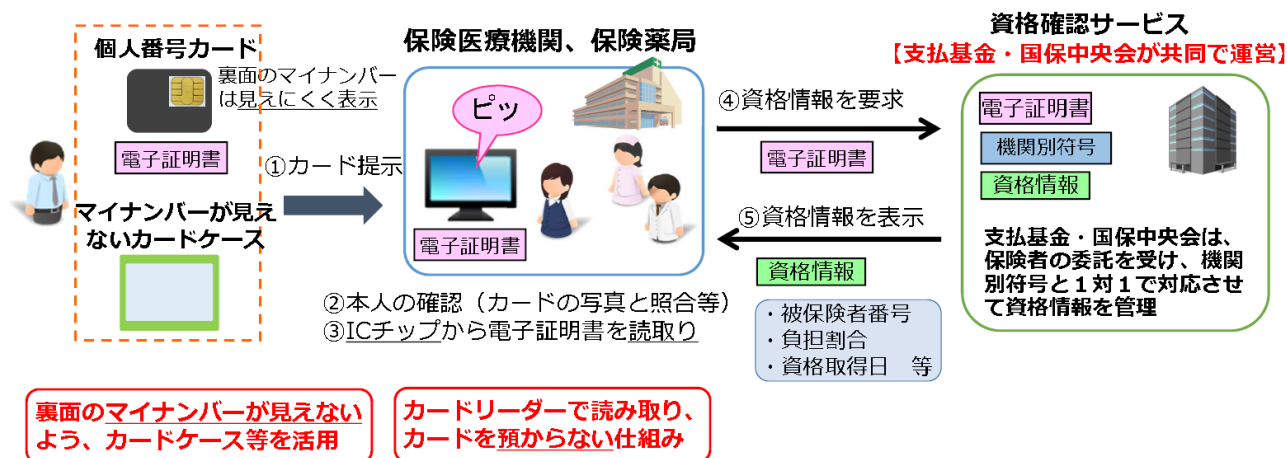 個人番号カード
裏面のマイナンバー
は見えにくく表示
電子証明書
マイナンバーが見え
ないカードケース
①カード提示
保険医療機関、保険薬局
ピッ
電子証明書
②本人の確認（カードの写真と照合等）
③ICチップから電子証明書を読取り
④資格情報を要求
電子証明書
⑤資格情報を表示
資格情報
・被保険者番号
・負担割合
・資格取得日　等
資格確認サービス
【支払基金・国保中央会が共同で運営】
電子証明書
機関別符号
資格情報
支払基金・国保中央会は、
保険者の委託を受け、機関
別符号と１対１で対応させ
て資格情報を管理
裏面のマイナンバーが見えない
よう、カードケース等を活用
カードリーダーで読み取り、
カードを預からない仕組み